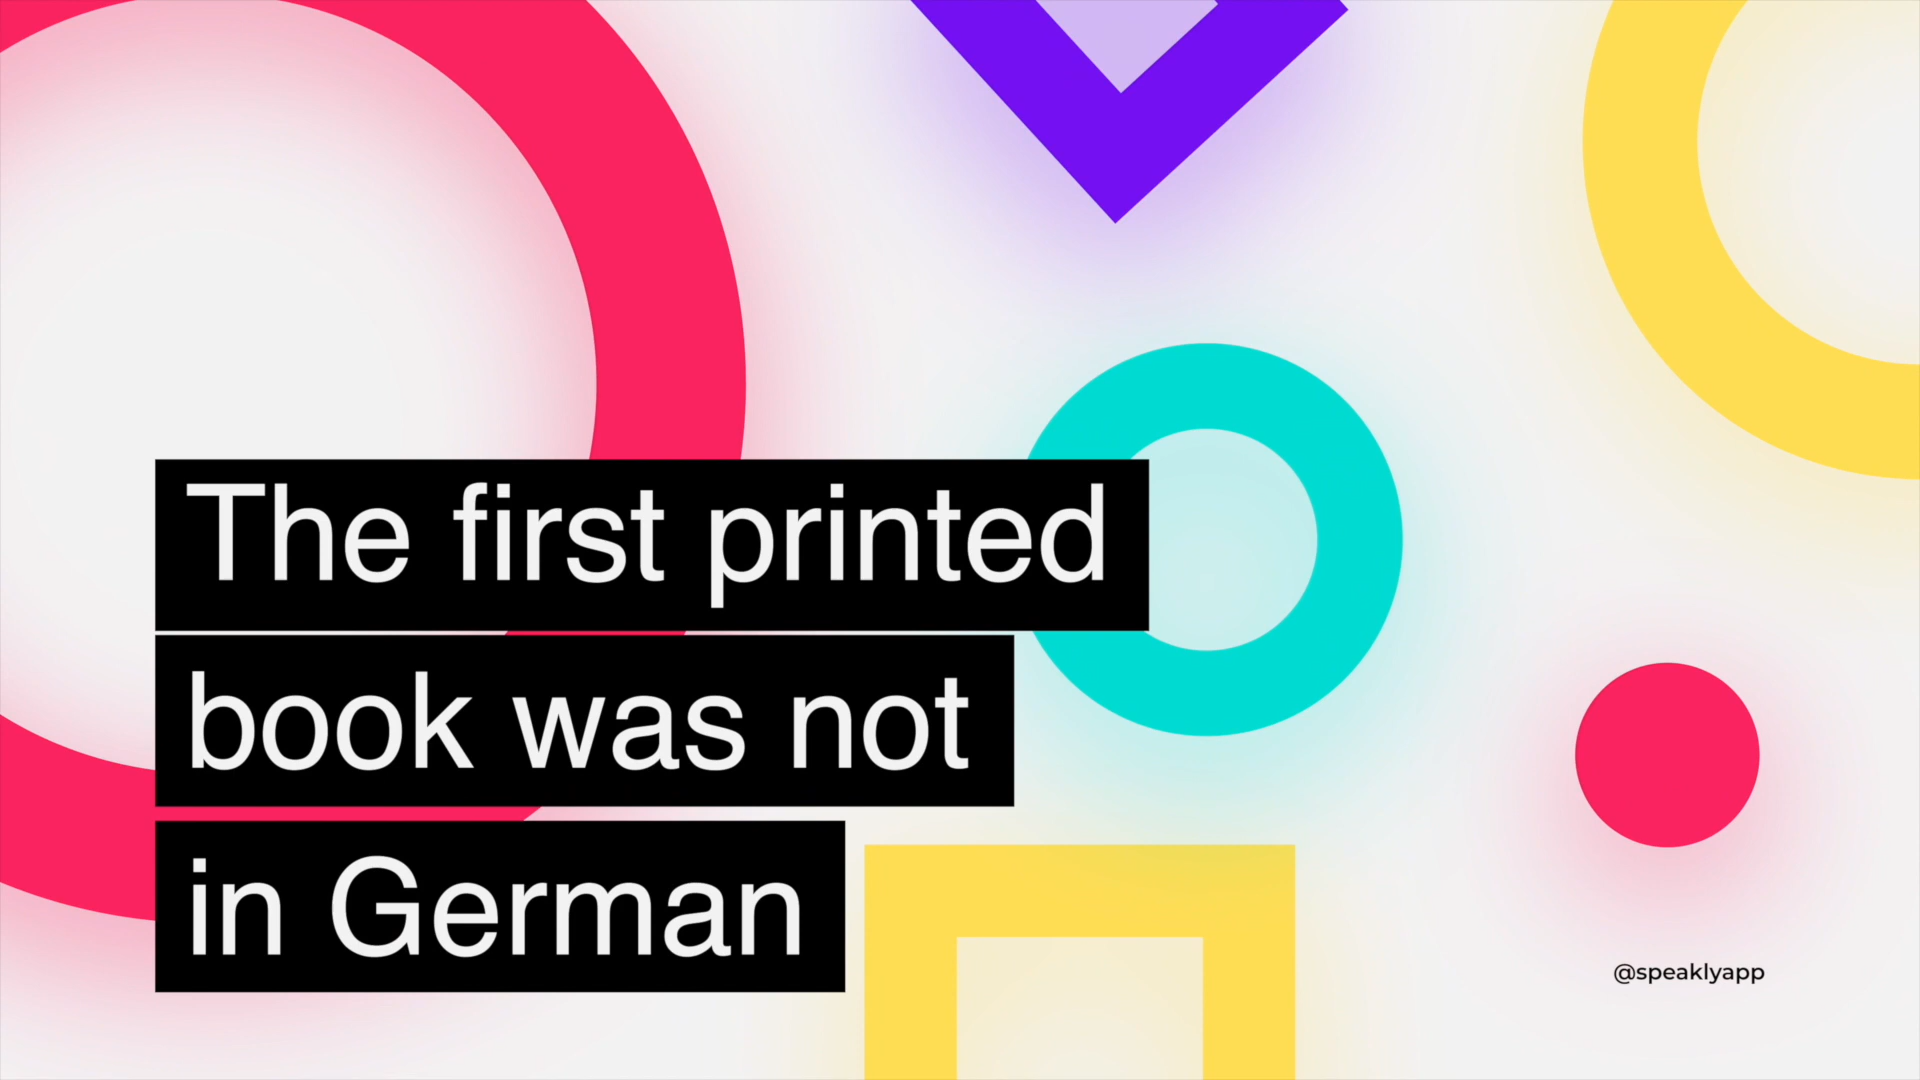 The first printed
book was not
in German
@speaklyapp